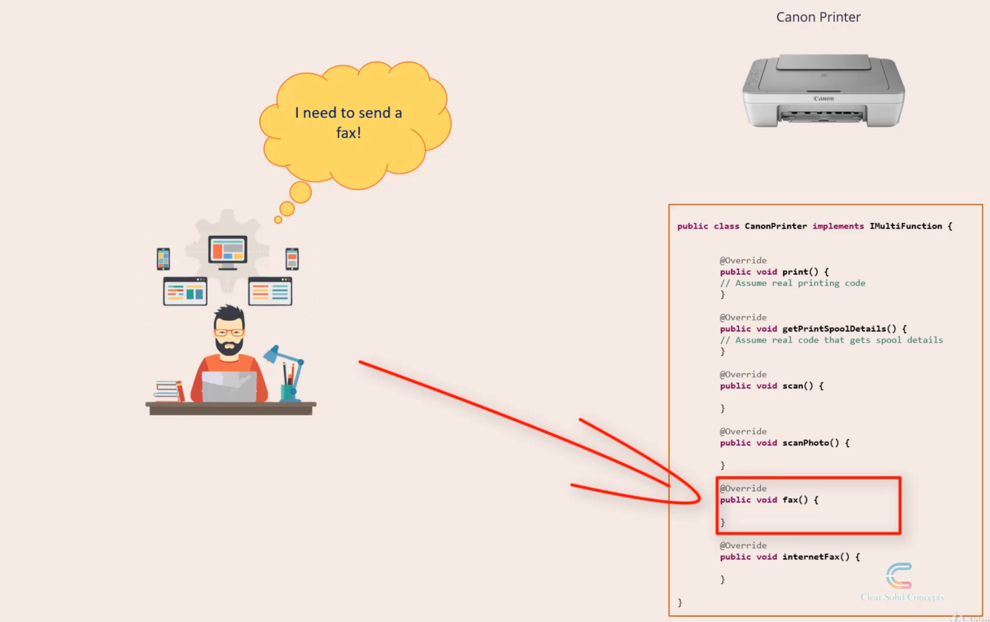 Canon Printer
Canon
I need to send a
fax!
public class CanonPrinter implements IMultiFunction {
@Override
public void print() {
// Assume real printing code
}
@Override
public void getPrintSpoolDetails() {
// Assume real code that gets spool details
}
@Override
public void scan() {
}
@Override
public void scanPhoto() {
}
@Override
public void fax() {
}
@Override
public void internetFax() {
}
}
Clear Solid Concepts